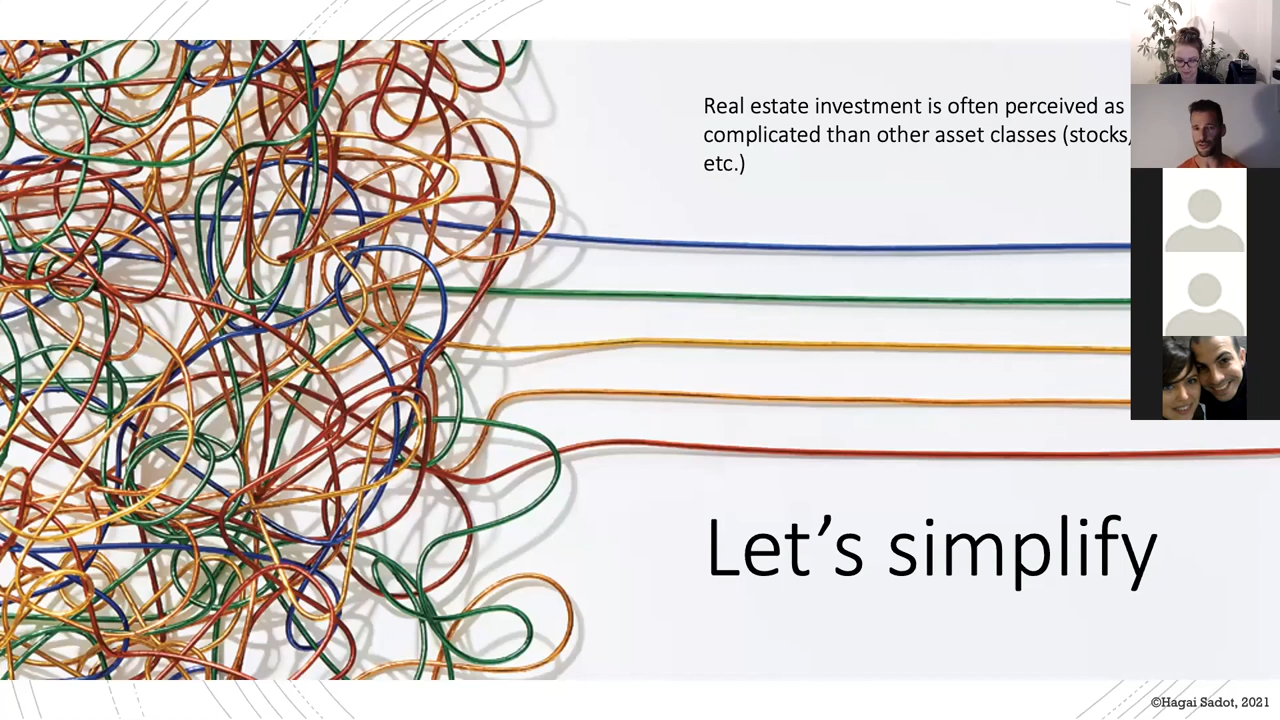 Real estate investment is often perceived as
complicated than other asset classes (stocks,
etc.)
Let’s simplify
©Hagai Sadot, 2021